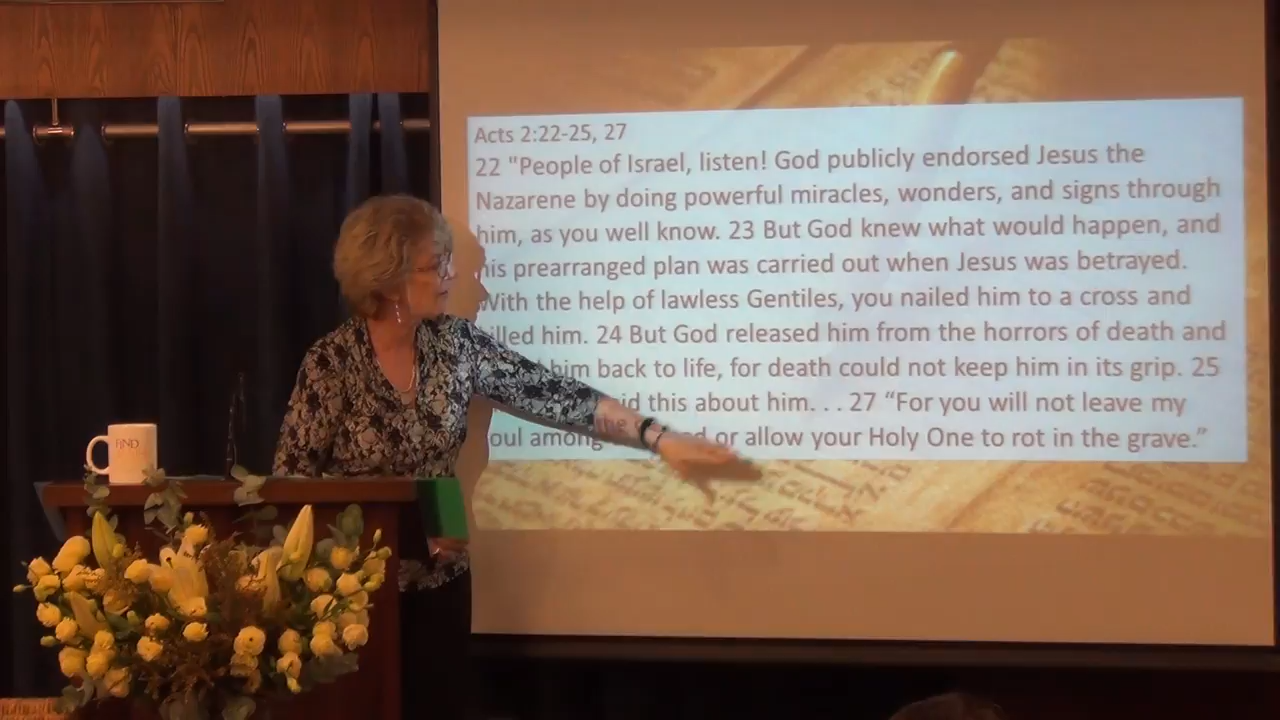 Acts 2:22-25, 27
22 "People of Israel, listen! God publicly endorsed Jesus the
Nazarene by doing powerful miracles, wonders, and signs through
him, as you well know. 23 But God knew what would happen, and
his prearranged plan was carried out when Jesus was betrayed.
With the help of lawless Gentiles, you nailed him to a cross and
him. 24 But God released him from the horrors of death and
him back to life, for death could not keep him in its grip. 25
this about him. . . 27 “For you will not leave my
among the or allow your Holy One to rot in the grave.”
FIND